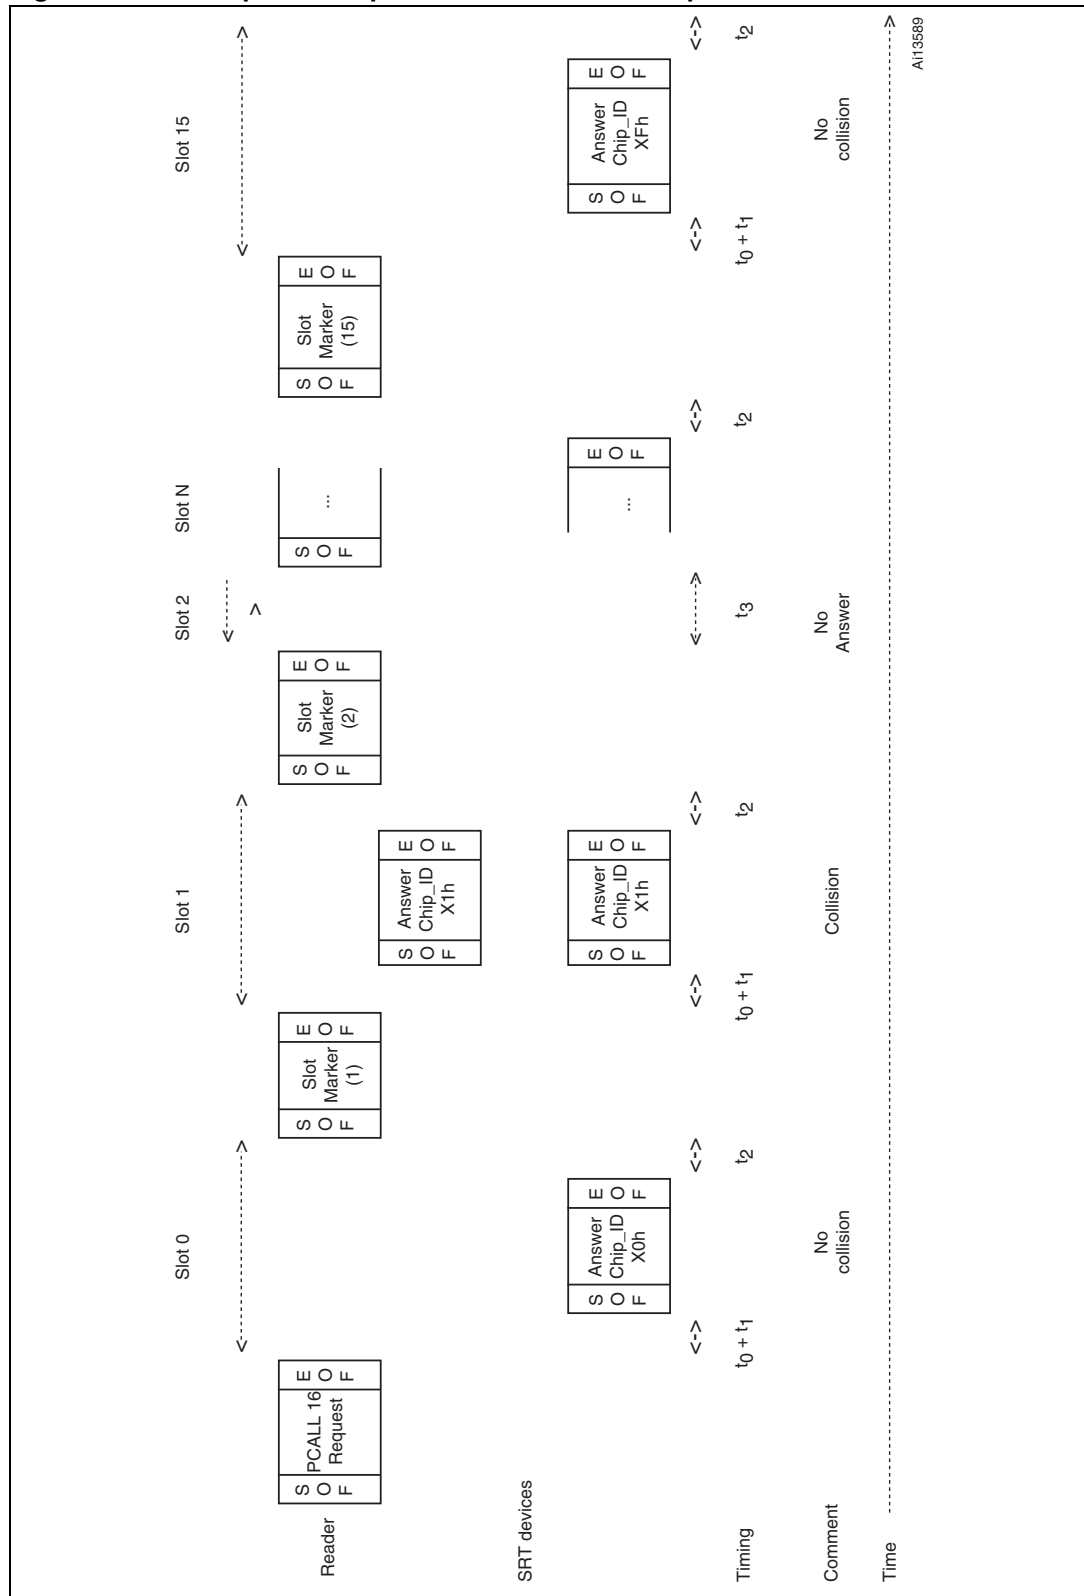 Slot 0
Slot 1
Slot 2
Slot N
Slot 15
Reader
S O F
PCALL 16
Request
E O F
S O F
Slot
Marker
(1)
E O F
S O F
Slot
Marker
(2)
E O F
S O F
...
S O F
Slot
Marker
(15)
E O F
S O F
Answer
Chip_ID
X1h
E O F
SRT devices
S O F
Answer
Chip_ID
X0h
E O F
S O F
Answer
Chip_ID
X1h
E O F
...
E O F
S O F
Answer
Chip_ID
XFh
E O F
Timing
t0 + t1
t2
t0 + t1
t2
t3
t2
t0 + t1
t2
Comment
No
collision
Collision
No
Answer
No
collision
Time
Ai13589